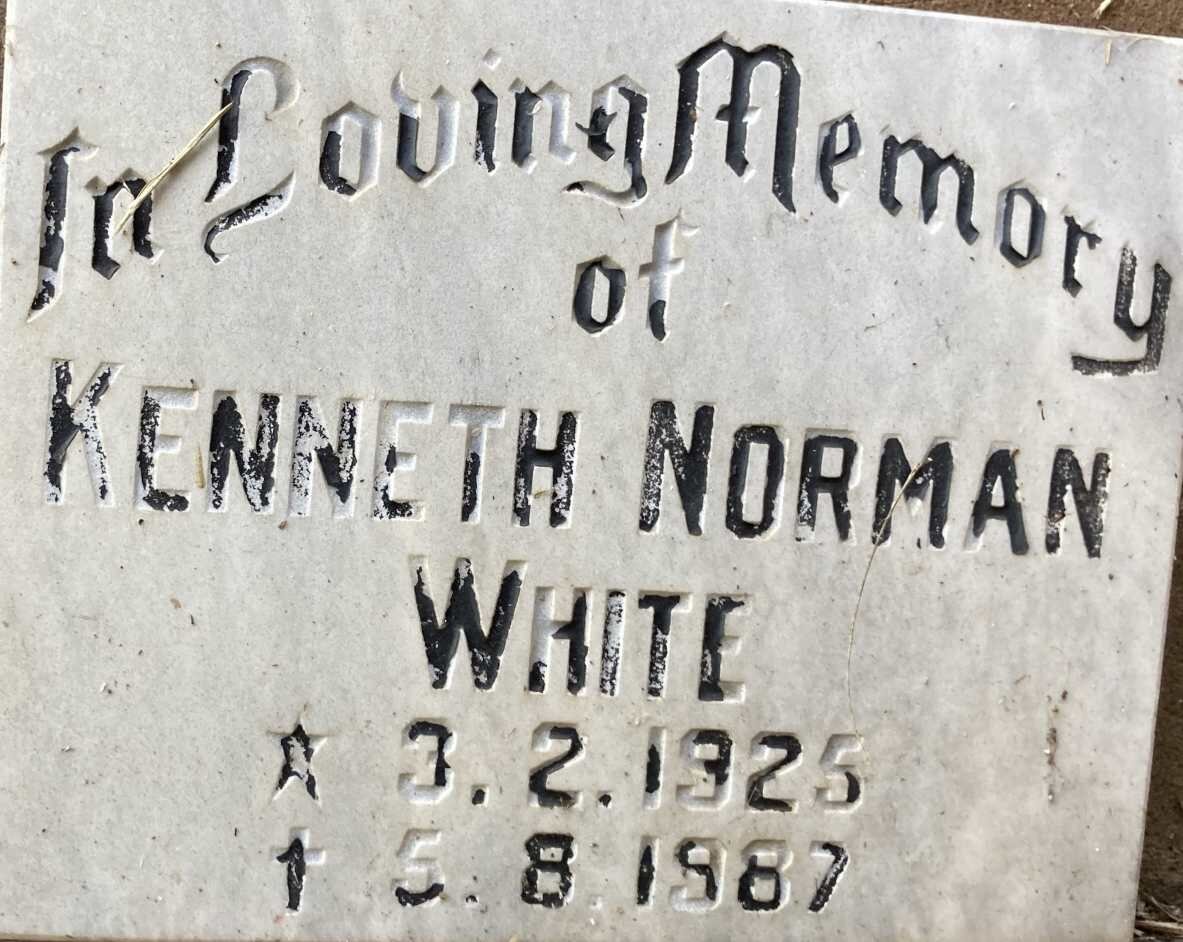 In Loving Memory
of
KENNETH NORMAN
WHITE
★ 3.2.1925
† 5.8.1987